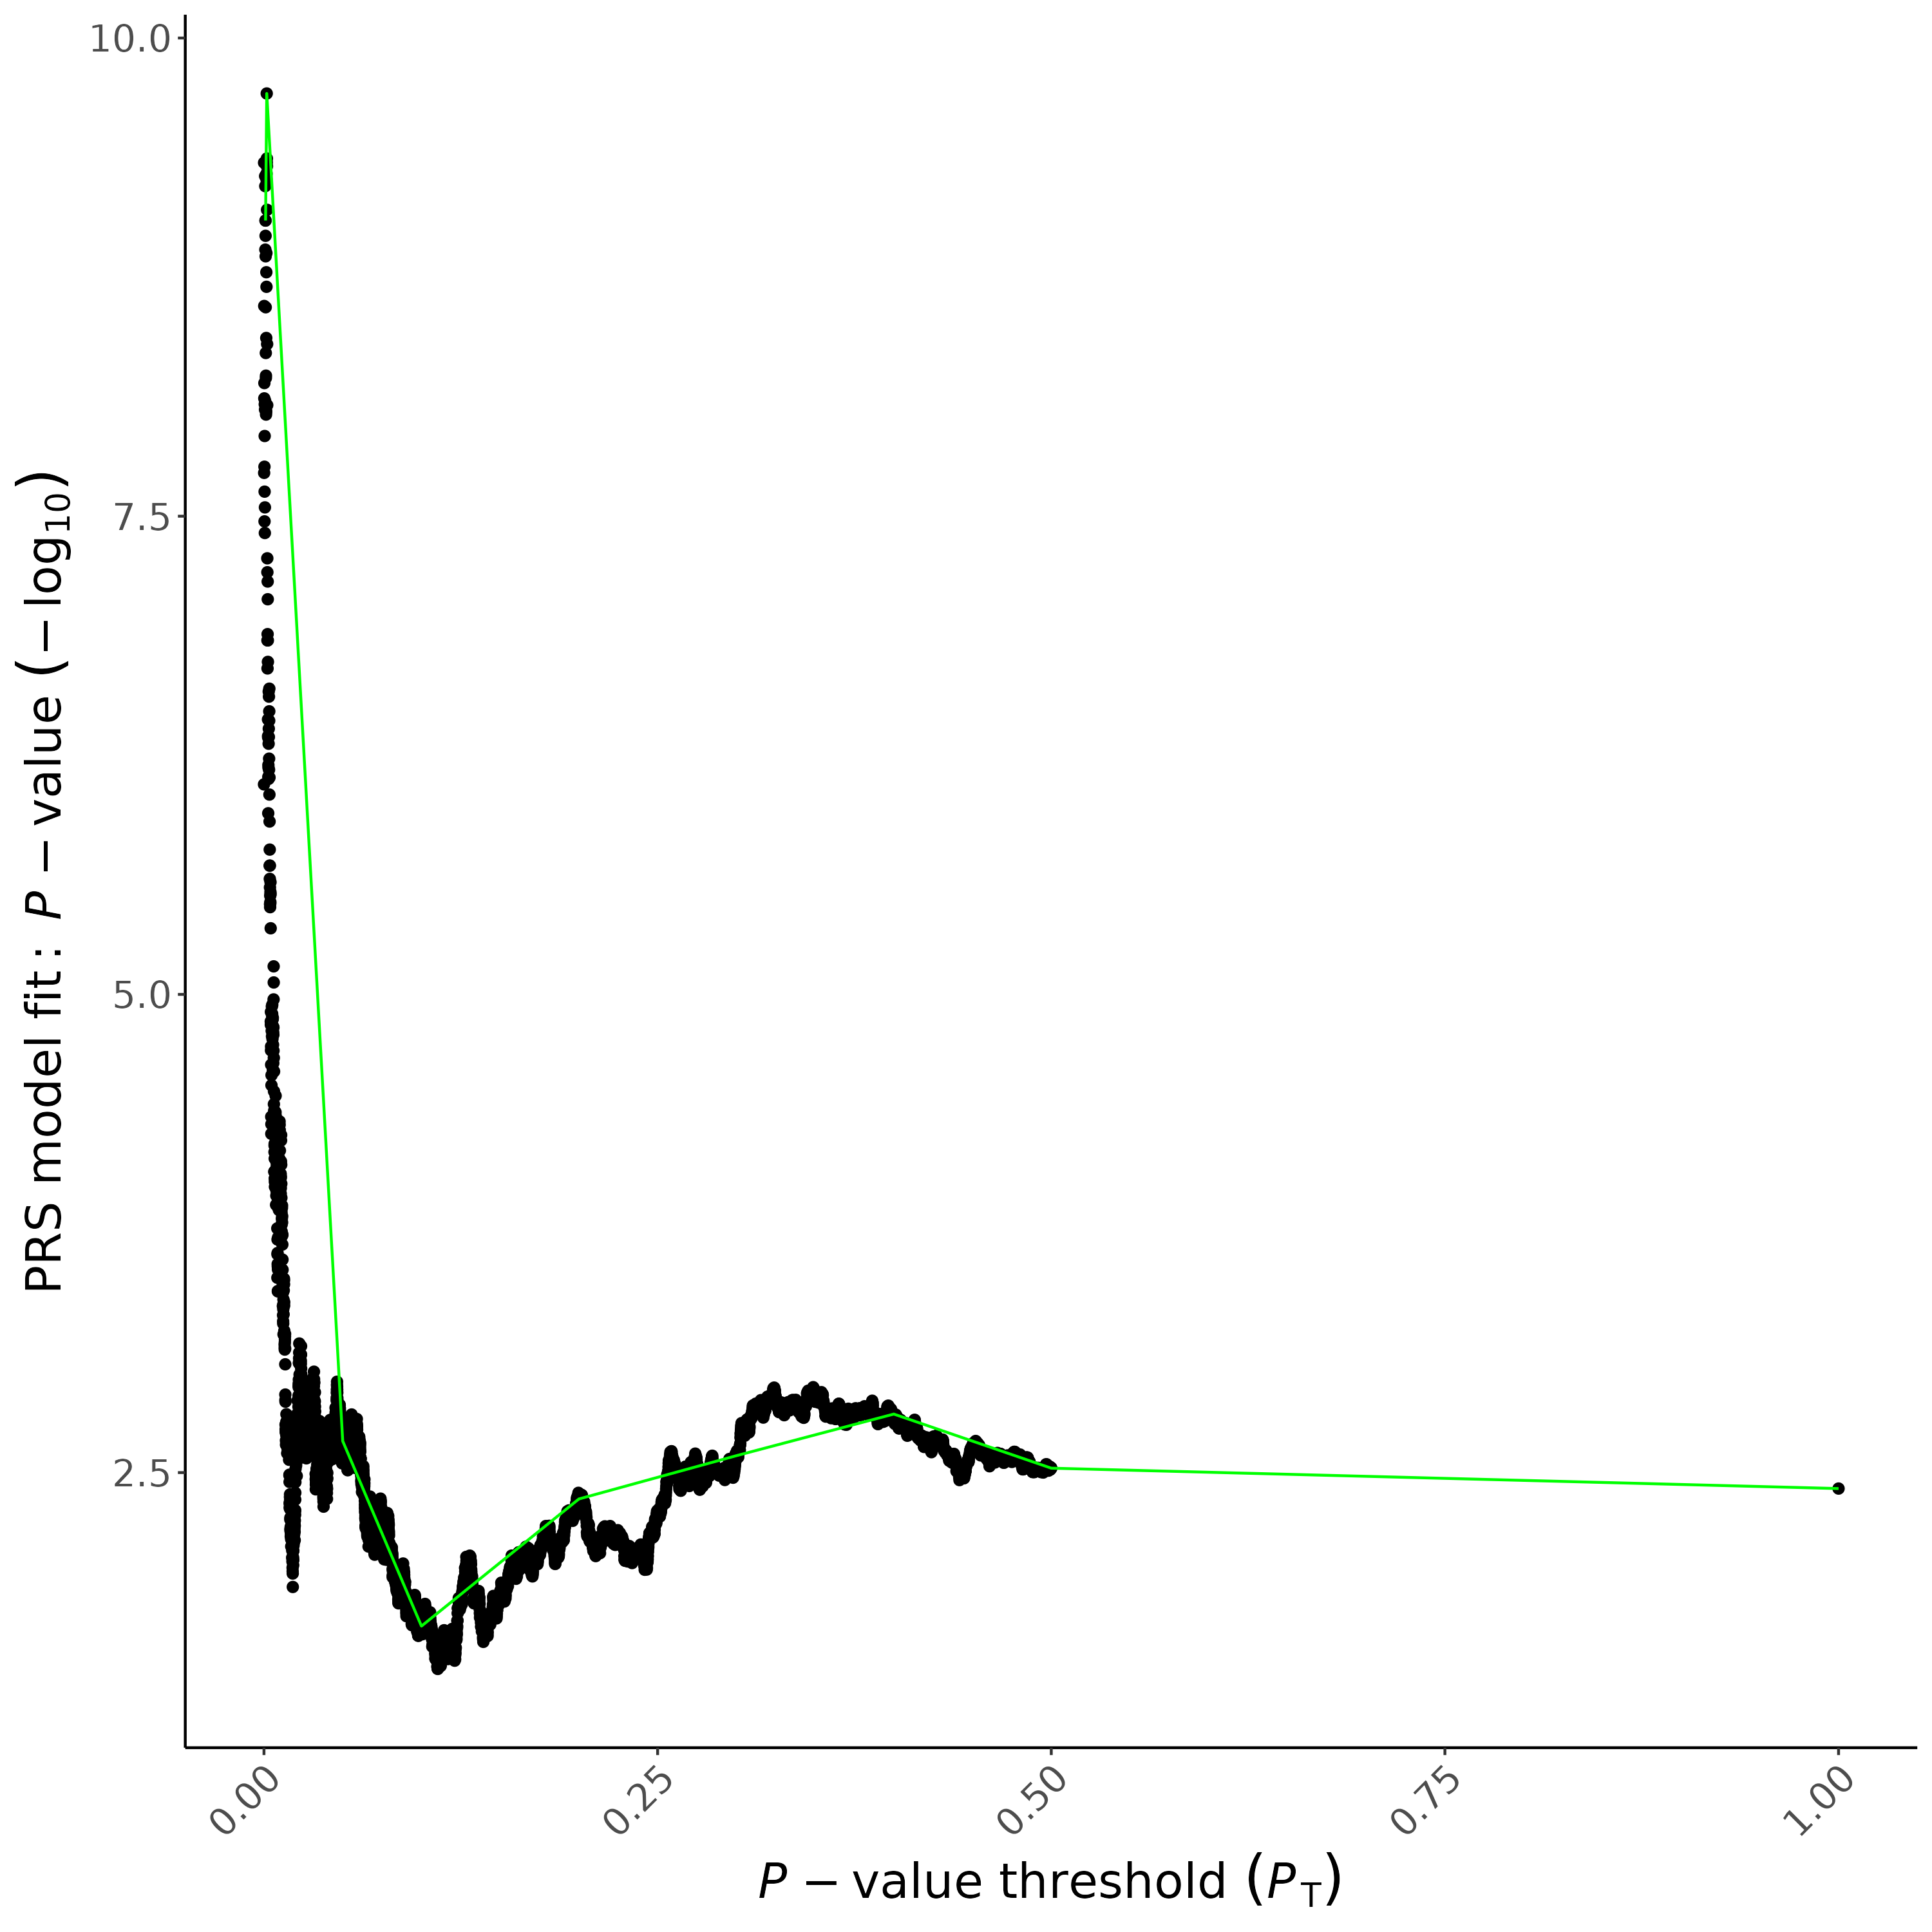 10.0
7.5
5.0
2.5
PRS model fit: P − value (−log₁₀)
0.00 0.25 0.50 0.75 1.00
P − value threshold (P_T)